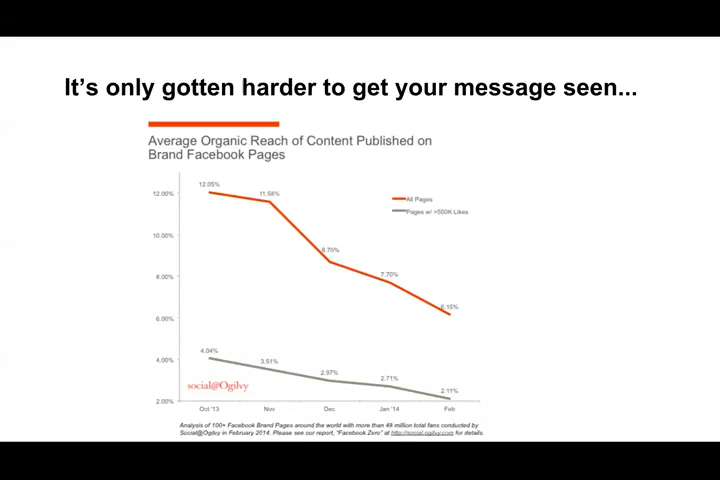 It's only gotten harder to get your message seen...
Average Organic Reach of Content Published on
Brand Facebook Pages
12.05%
11.58%
12.00%
All Pages
Pages w/ >500K Likes
10.00%
8.70%
8.00%
7.70%
6.15%
6.00%
4.04%
4.00%
3.51%
2.97%
2.71%
2.11%
social@Ogilvy
2.00%
Oct '13 Nov Dec Jan '14 Feb
Analysis of 100+ Facebook Brand Pages around the world with more than 48 million total fans conducted by
Social@Ogilvy in February 2014. Please see our report, "Facebook Zero" at http://social.ogilvy.com for details.